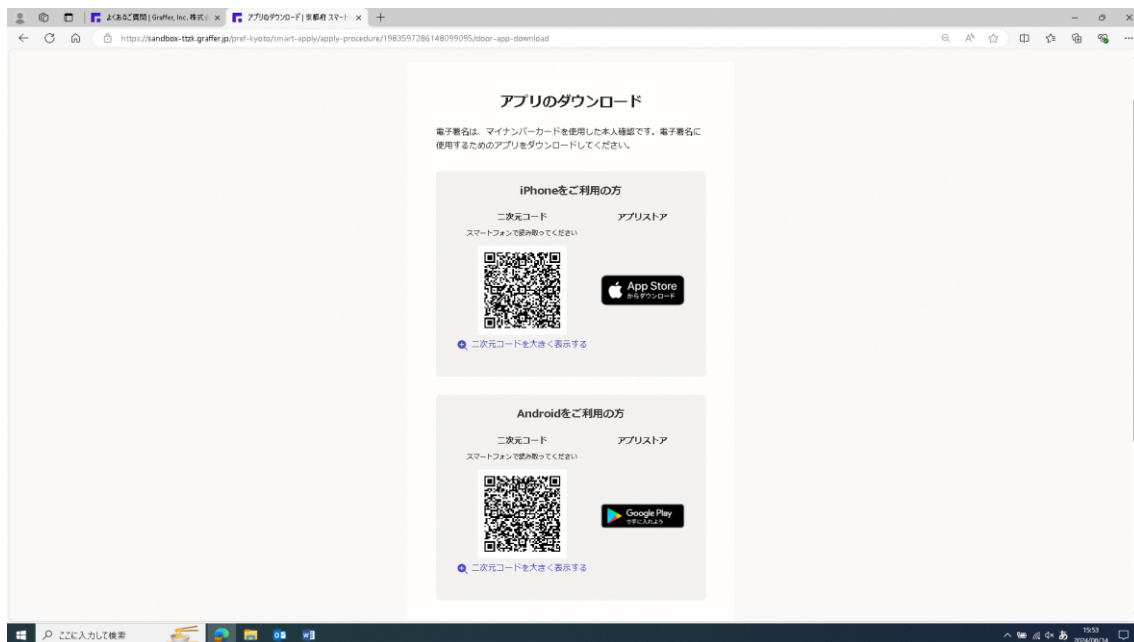 よくあるご質問 | Graffer, Inc. 株式
アプリのダウンロード | 京都府 スマート
https://sandbox-ttzk.graffer.jp/pref-kyoto/smart-apply/apply-procedure/1983597286148099095/door-app-download
アプリのダウンロード
電子署名は、マイナンバーカードを使用した本人確認です。電子署名に
使用するためのアプリをダウンロードしてください。
iPhoneをご利用の方
二次元コード
アプリストア
スマートフォンで読み取ってください
App Store
からダウンロード
二次元コードを大きく表示する
Androidをご利用の方
二次元コード
アプリストア
スマートフォンで読み取ってください
Google Play
で手に入れよう
二次元コードを大きく表示する
ここに入力して検索
あ
15:53
2024/06/14